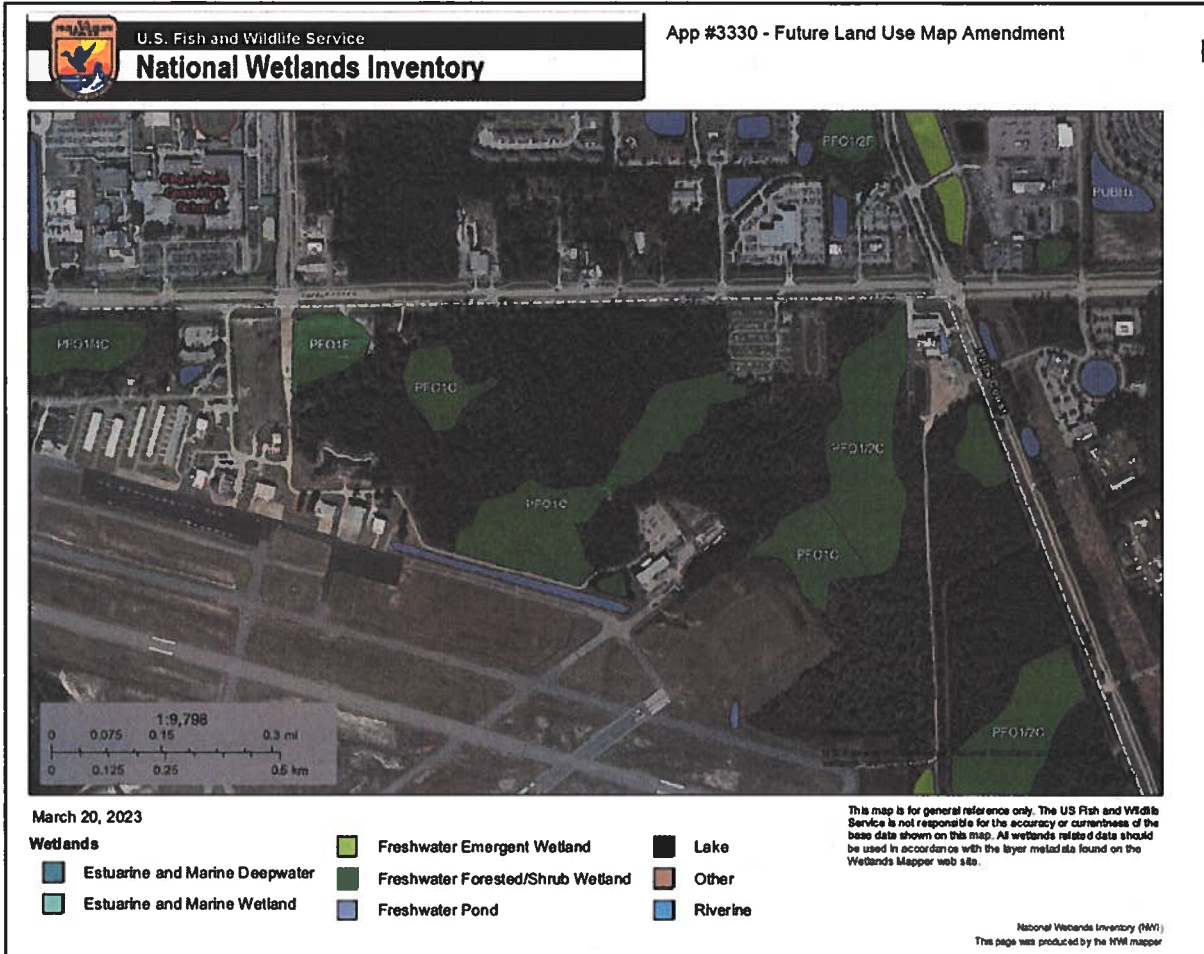 U.S. Fish and Wildlife Service
National Wetlands Inventory
App #3330 - Future Land Use Map Amendment
PFO1/2F
PUBHx
PFO1/4C
PFO1F
PFO1C
PFO1/2C
PFO1C
PFO1C
PFO1/2C
1:9,798
0 0.075 0.15 0.3 mi
0 0.125 0.25 0.5 km
March 20, 2023
Wetlands
Estuarine and Marine Deepwater
Estuarine and Marine Wetland
Freshwater Emergent Wetland
Freshwater Forested/Shrub Wetland
Freshwater Pond
Lake
Other
Riverine
This map is for general reference only. The US Fish and Wildlife
Service is not responsible for the accuracy or currentness of the
base data shown on this map. All wetlands related data should
be used in accordance with the layer metadata found on the
Wetlands Mapper web site.
National Wetlands Inventory (NWI)
This page was produced by the NWI mapper